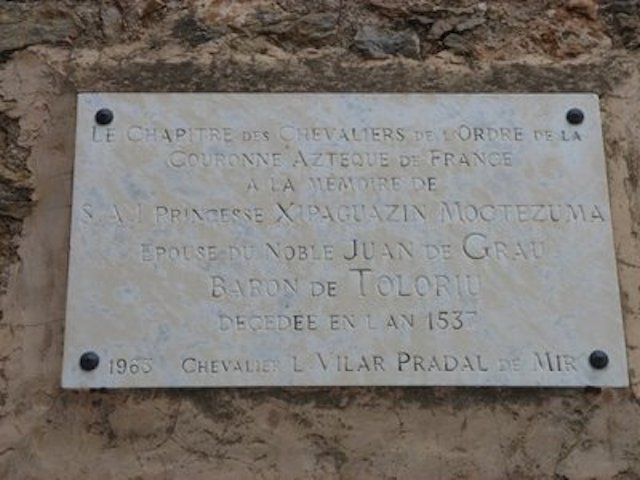 LE CHAPITRE DES CHEVALIERS DE L'ORDRE DE LA
COURONNE AZTEQUE DE FRANCE
A LA MEMOIRE DE
S.A.I PRINCESSE XIPAGUAZIN MOCTEZUMA
EPOUSE DU NOBLE JUAN DE GRAU
BARON DE TOLORIU
DECEDEE EN L'AN 1537
1963 CHEVALIER L VILAR PRADAL DE MIR